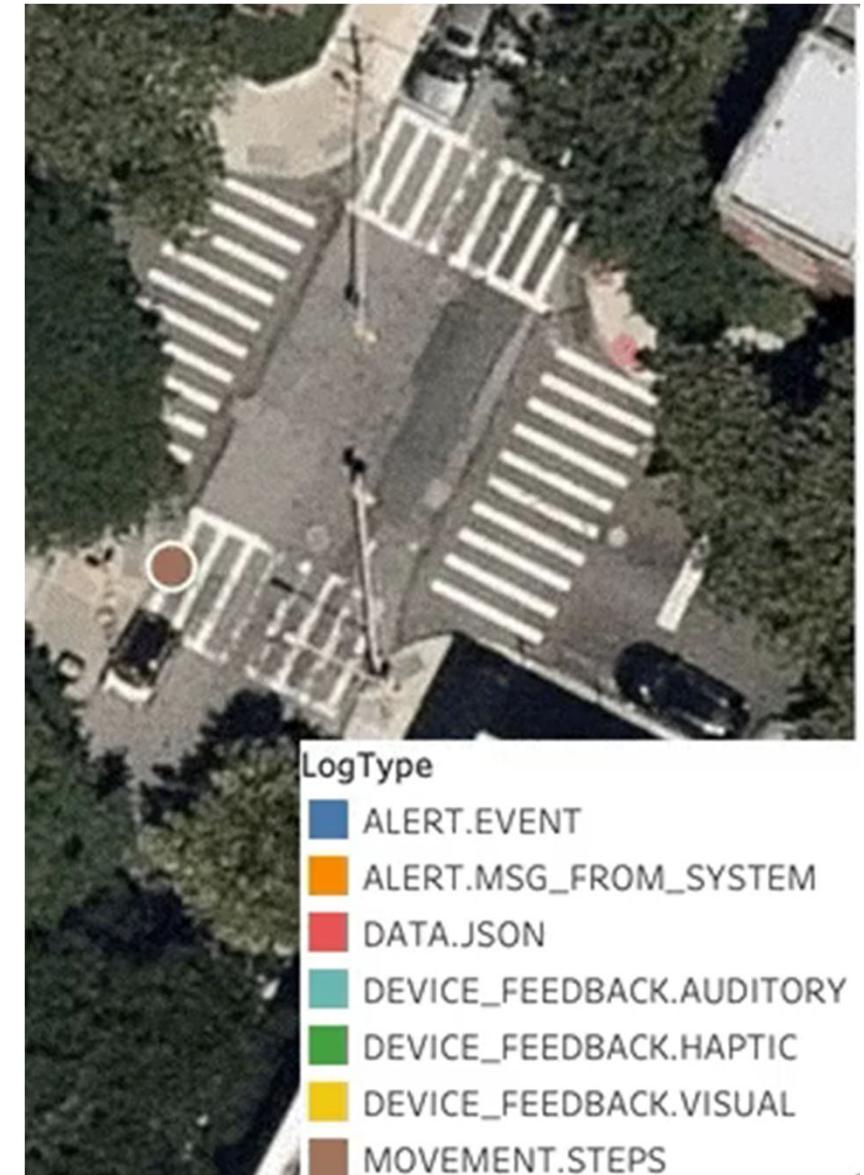 LogType
ALERT.EVENT
ALERT.MSG_FROM_SYSTEM
DATA.JSON
DEVICE_FEEDBACK.AUDITORY
DEVICE_FEEDBACK.HAPTIC
DEVICE_FEEDBACK.VISUAL
MOVEMENT.STEPS